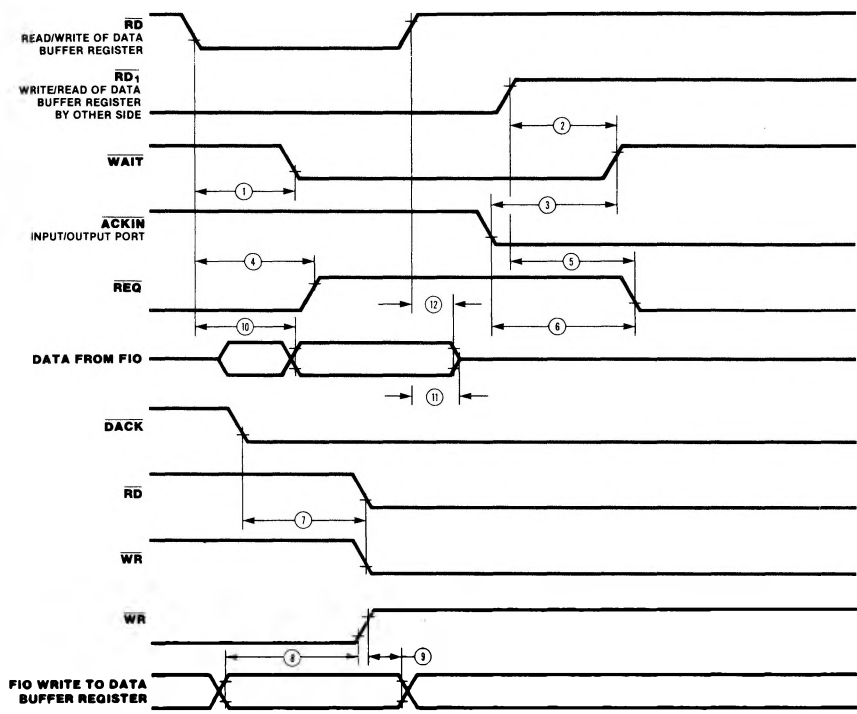 RD
READ/WRITE OF DATA
BUFFER REGISTER
RD1
WRITE/READ OF DATA
BUFFER REGISTER
BY OTHER SIDE
2
WAIT
1
3
ACKIN
INPUT/OUTPUT PORT
4
5
REQ
12
10
6
DATA FROM FIO
11
DACK
RD
7
WR
WR
8
9
FIO WRITE TO DATA
BUFFER REGISTER